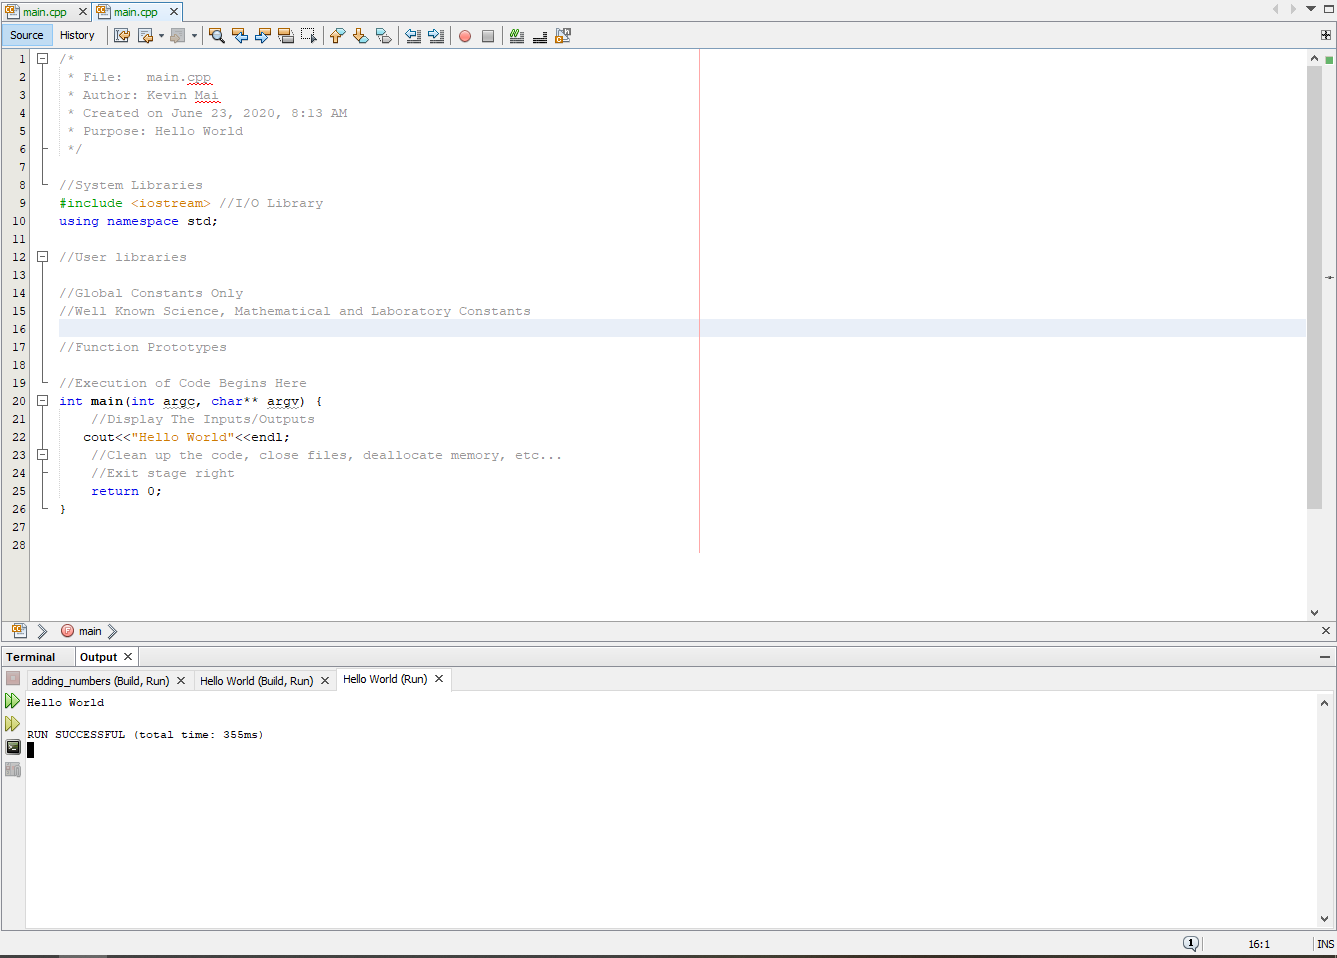 main.cpp main.cpp
Source History
1 /*
2  * File:   main.cpp
3  * Author: Kevin Mai
4  * Created on June 23, 2020, 8:13 AM
5  * Purpose: Hello World
6  */
7
8 //System Libraries
9 #include <iostream> //I/O Library
10 using namespace std;
11
12 //User libraries
13
14 //Global Constants Only
15 //Well Known Science, Mathematical and Laboratory Constants
16
17 //Function Prototypes
18
19 //Execution of Code Begins Here
20 int main(int argc, char** argv) {
21     //Display The Inputs/Outputs
22    cout<<"Hello World"<<endl;
23     //Clean up the code, close files, deallocate memory, etc...
24     //Exit stage right
25     return 0;
26 }
27
28
main
Terminal Output
adding_numbers (Build, Run) Hello World (Build, Run) Hello World (Run)
Hello World
RUN SUCCESSFUL (total time: 355ms)
1 16:1 INS